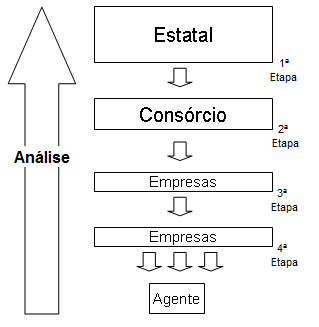 Estatal
1ª
Etapa
Consórcio
2ª
Etapa
Análise
Empresas
3ª
Etapa
Empresas
4ª
Etapa
Agente